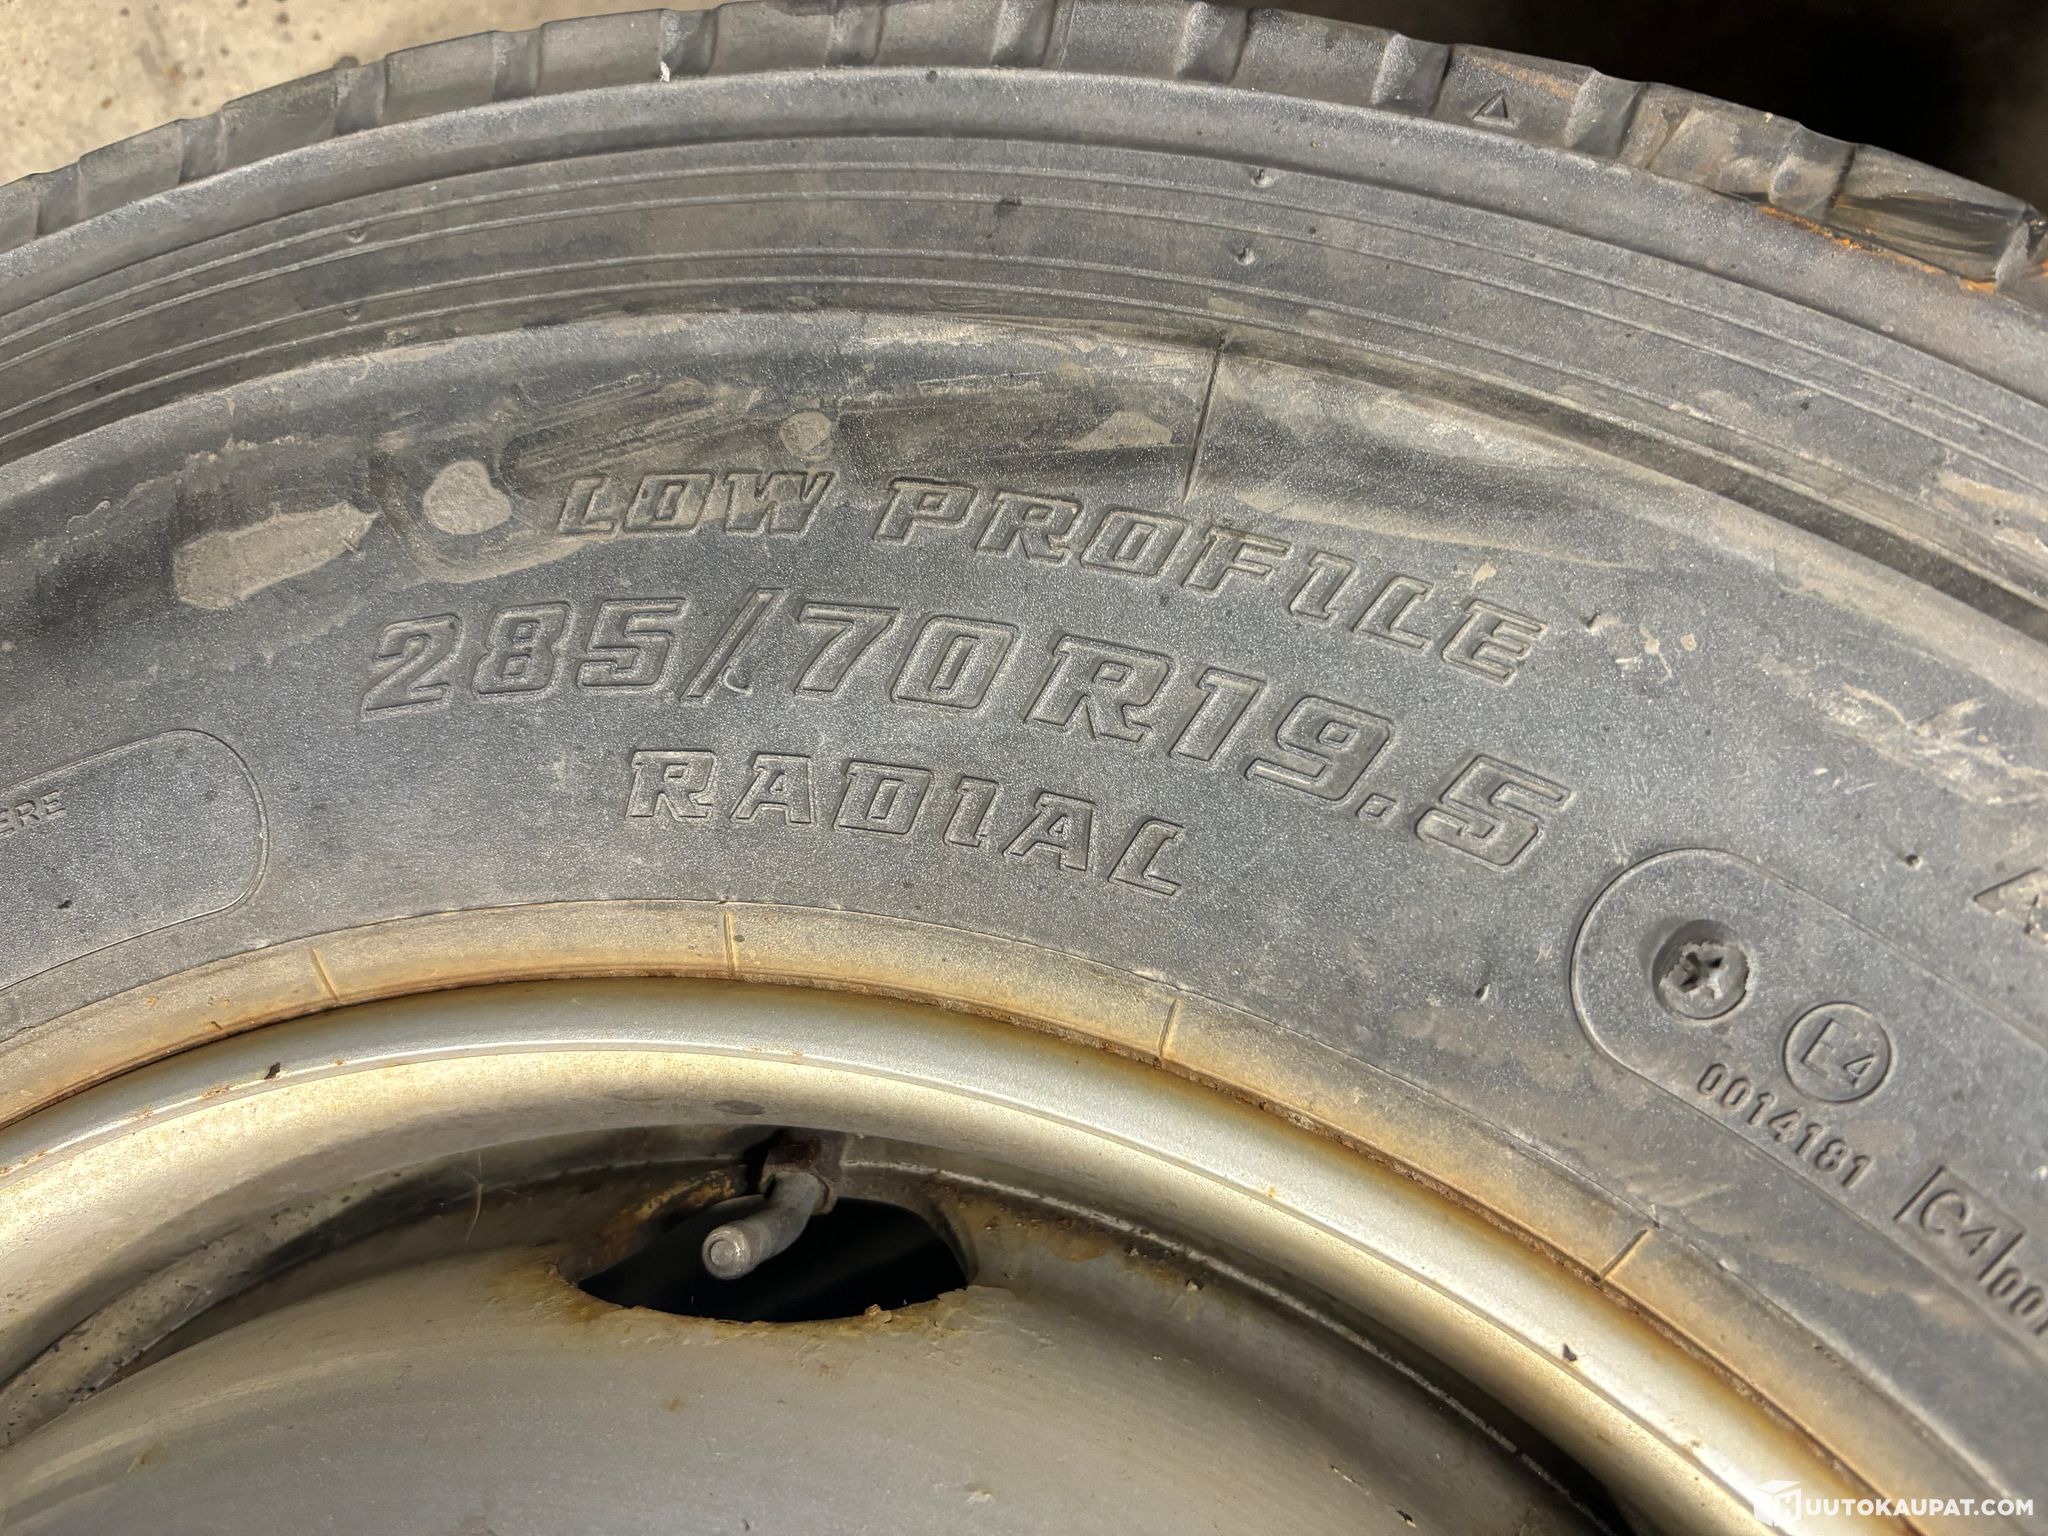 LOW PROFILE
285/70R19.5
RADIAL
E4
0014181
C4
HUUTOKAUPAT.COM